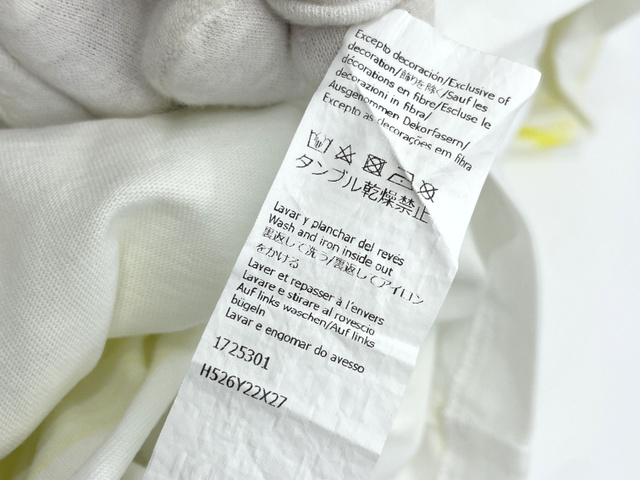 Excepto decoración/Exclusive of
decoration/飾りを除く/Sauf les
décorations en fibre/Escluse le
decorazioni in fibra/
Ausgenommen Dekorfasern/
Excepto as decorações em fibra
タンブル乾燥禁止
Lavar y planchar del revés
Wash and iron inside out
裏返して洗う/裏返してアイロン
をかける
Laver et repasser à l'envers
Lavare e stirare al rovescio
Auf links waschen/Auf links
bügeln
Lavar e engomar do avesso
1725301
H526Y22X27